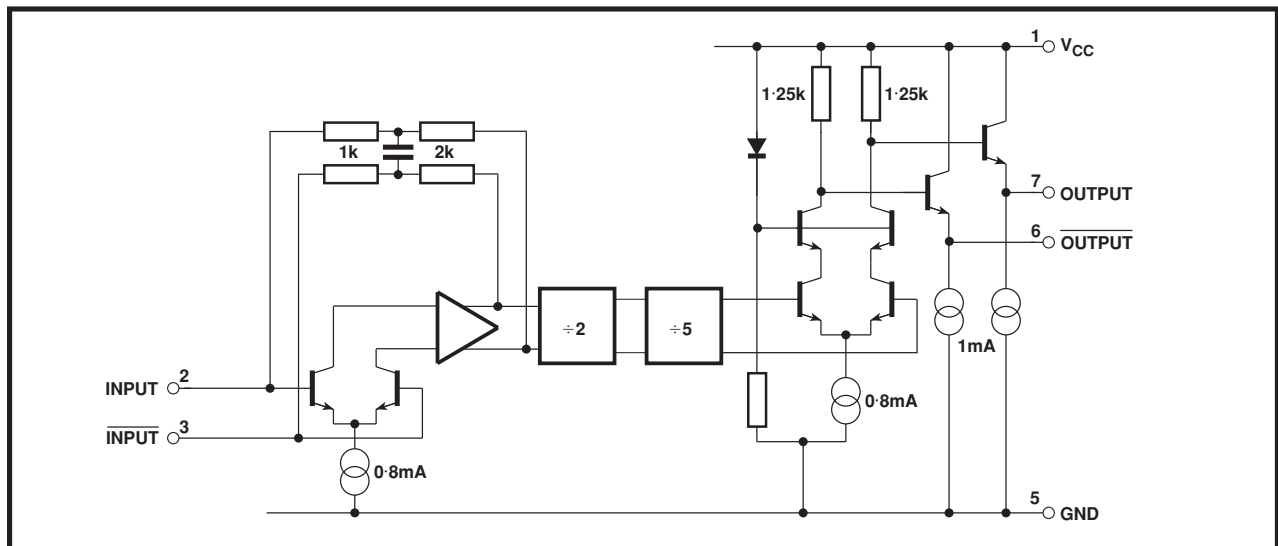 1
VCC
1·25k
1·25k
1k
2k
7
OUTPUT
6
OUTPUT
÷2
÷5
1mA
INPUT
2
INPUT
3
0·8mA
0·8mA
5
GND